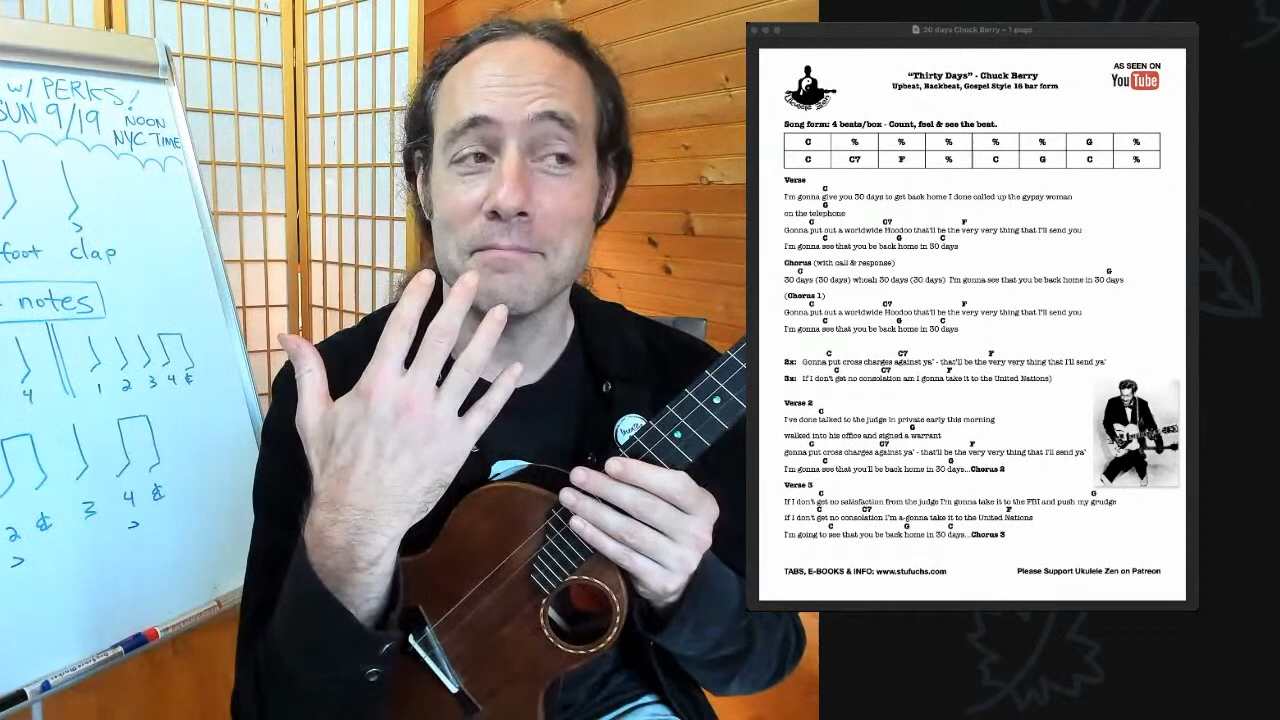 w/ PERKS!
SUN 9/19 NOON
NYC TIME
foot clap
notes
4 1 2 3 4 &
2 & 3 4 &
> >
30 days Chuck Berry – 1 page
"Thirty Days" - Chuck Berry
Upbeat, Backbeat, Gospel Style 16 bar form
AS SEEN ON
YouTube
Ukulele Zen
Song form: 4 beats/box - Count, feel & see the beat.
C % % % % % G %
C C7 F % C G C %
Verse
C
I'm gonna give you 30 days to get back home I done called up the gypsy woman
G
on the telephone
C C7 F
Gonna put out a worldwide Hoodoo that'll be the very very thing that I'll send you
C G C
I'm gonna see that you be back home in 30 days
Chorus (with call & response)
C G
30 days (30 days) whoah 30 days (30 days) I'm gonna see that you be back home in 30 days
(Chorus 1)
C C7 F
Gonna put out a worldwide Hoodoo that'll be the very very thing that I'll send you
C G C
I'm gonna see that you be back home in 30 days
C C7 F
2x: Gonna put cross charges against ya' - that'll be the very very thing that I'll send ya'
C C7 F
3x: If I don't get no consolation am I gonna take it to the United Nations)
Verse 2
C
I've done talked to the judge in private early this morning
G
walked into his office and signed a warrant
C C7 F
gonna put cross charges against ya' - that'll be the very very thing that I'll send ya'
C G
I'm gonna see that you'll be back home in 30 days...Chorus 2
Verse 3
C G
If I don't get no satisfaction from the judge I'm gonna take it to the FBI and push my grudge
C C7 F
If I don't get no consolation I'm a-gonna take it to the United Nations
C G C
I'm going to see that you be back home in 30 days...Chorus 3
TABS, E-BOOKS & INFO: www.stufuchs.com Please Support Ukulele Zen on Patreon